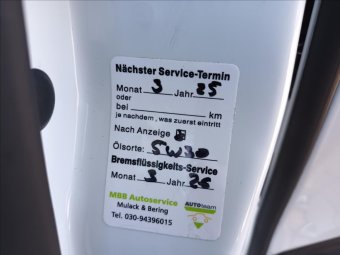 Nächster Service-Termin
Monat 3 Jahr 25
oder
bei km
je nachdem, was zuerst eintritt
Nach Anzeige
Ölsorte: 5W30
Bremsflüssigkeits-Service
Monat 3 Jahr 26
MBB Autoservice
Mulack & Bering
Tel. 030-94396015
AUTOteam